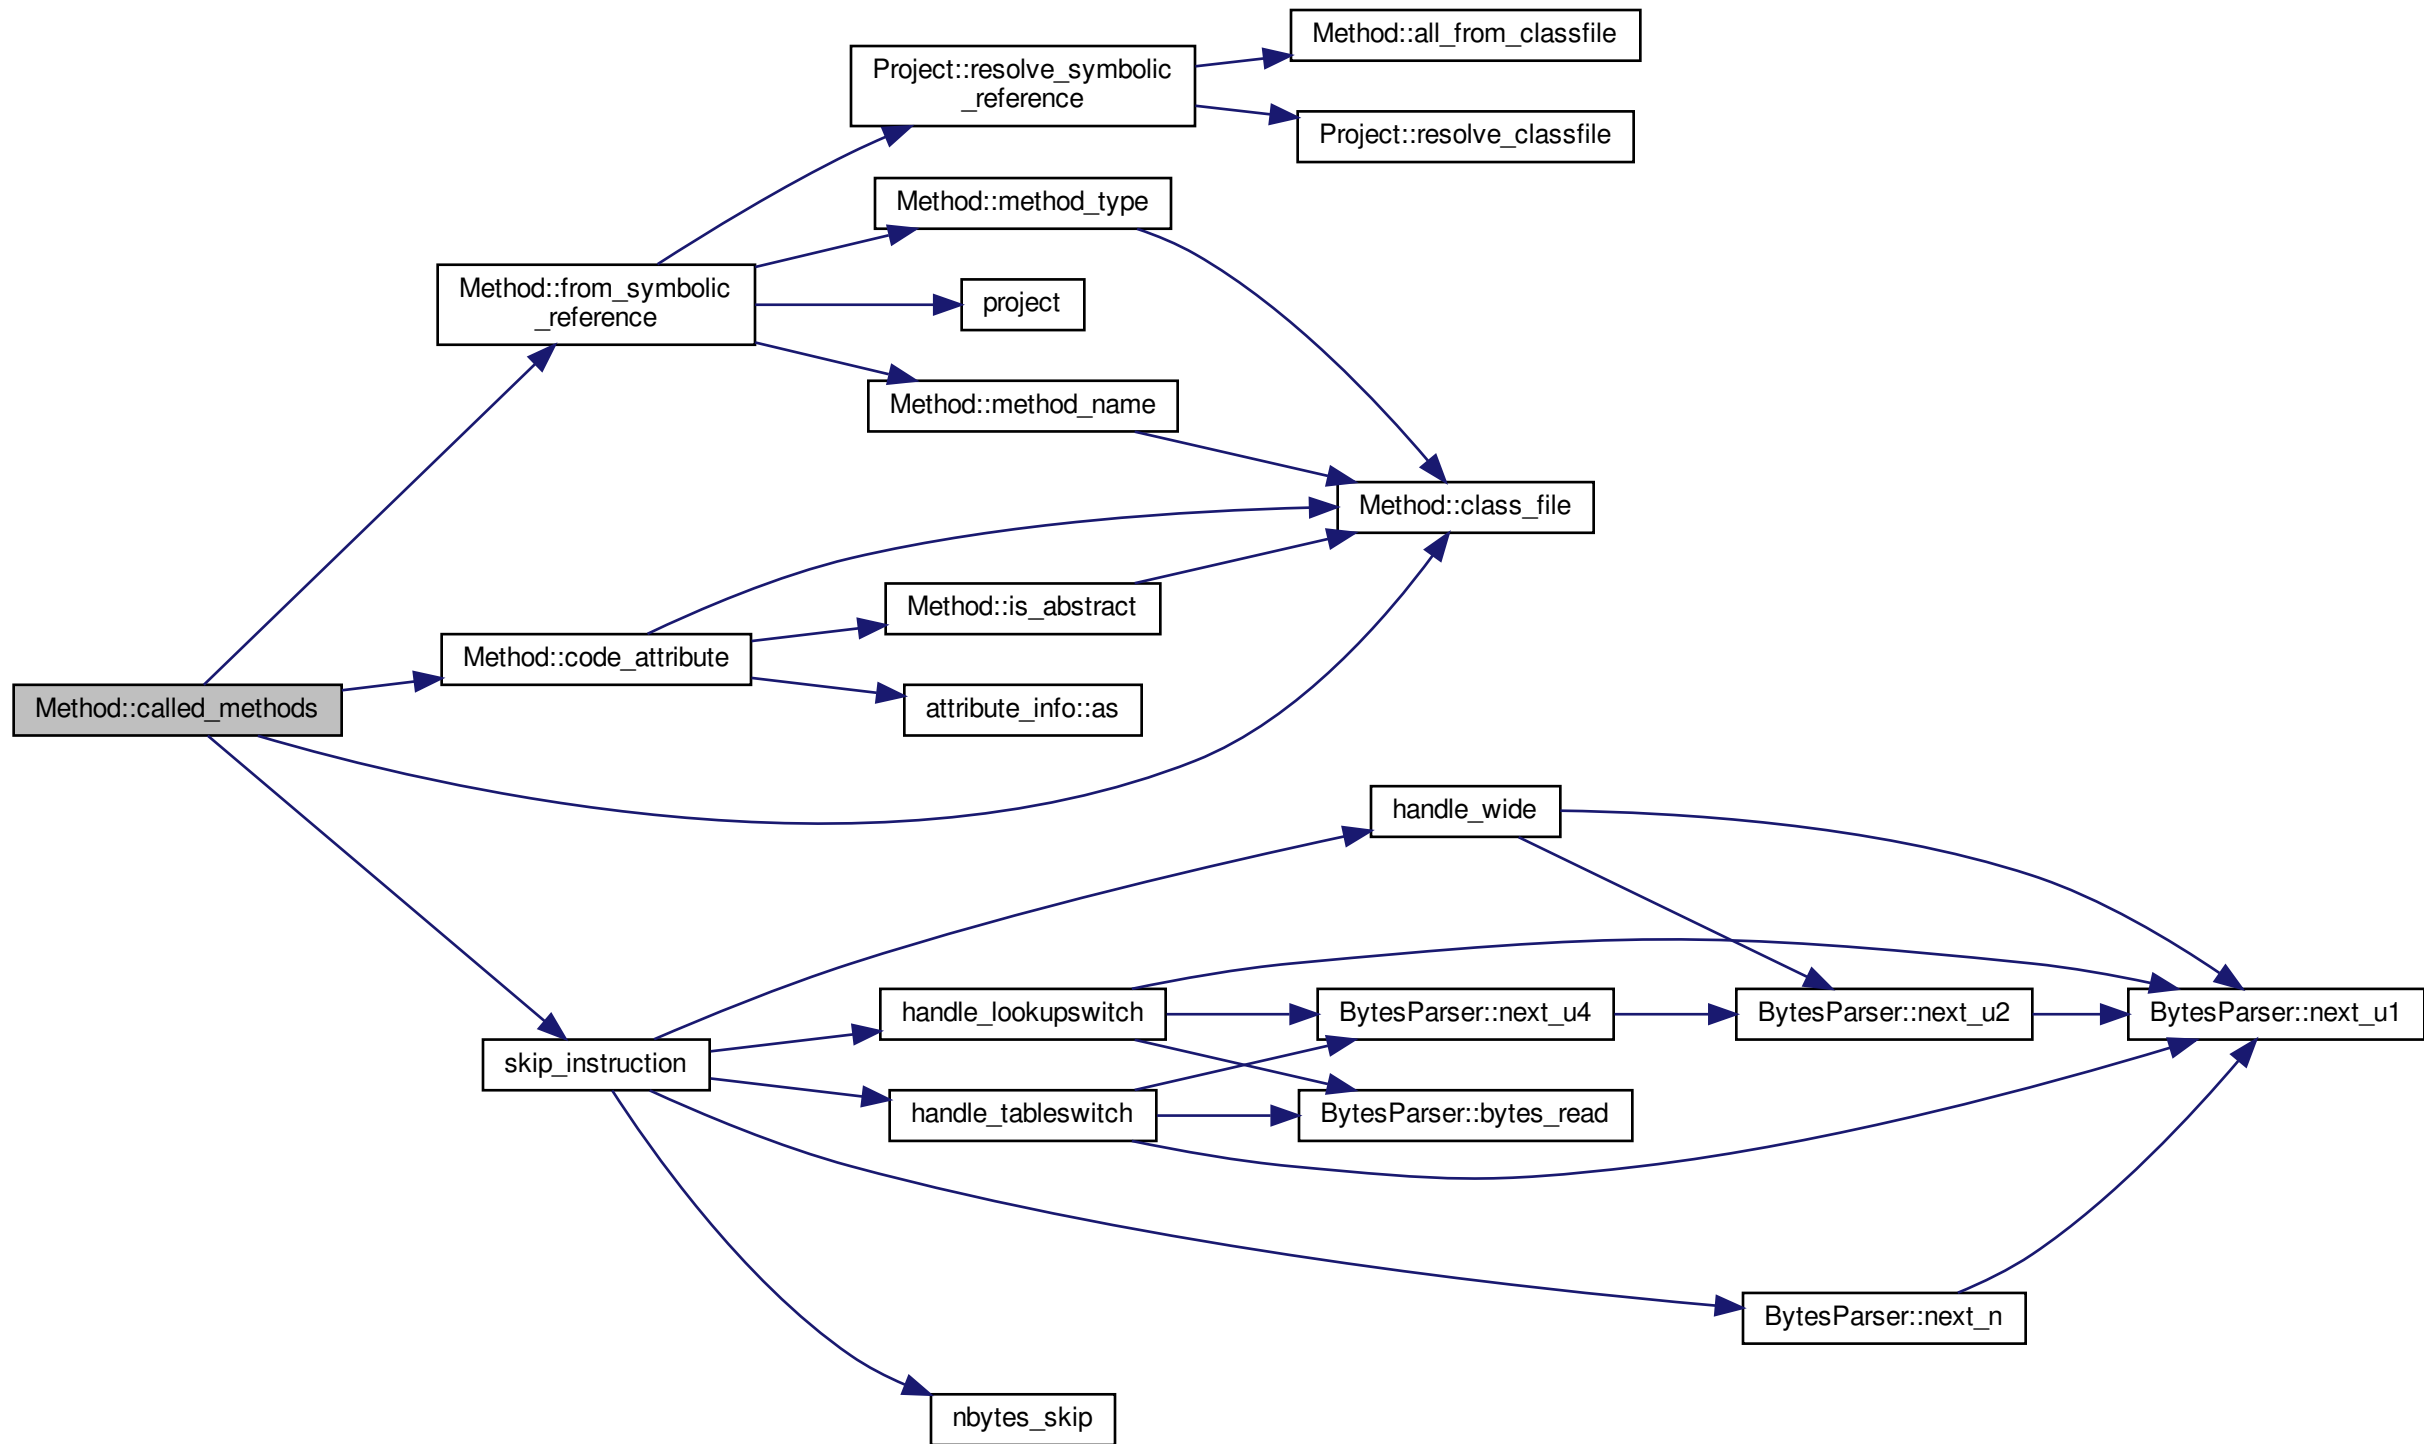 Method::all_from_classfile
Project::resolve_symbolic
_reference
Project::resolve_classfile
Method::method_type
Method::from_symbolic
_reference
project
Method::method_name
Method::class_file
Method::is_abstract
Method::code_attribute
attribute_info::as
Method::called_methods
handle_wide
handle_lookupswitch
BytesParser::next_u4
BytesParser::next_u2
BytesParser::next_u1
skip_instruction
handle_tableswitch
BytesParser::bytes_read
BytesParser::next_n
nbytes_skip